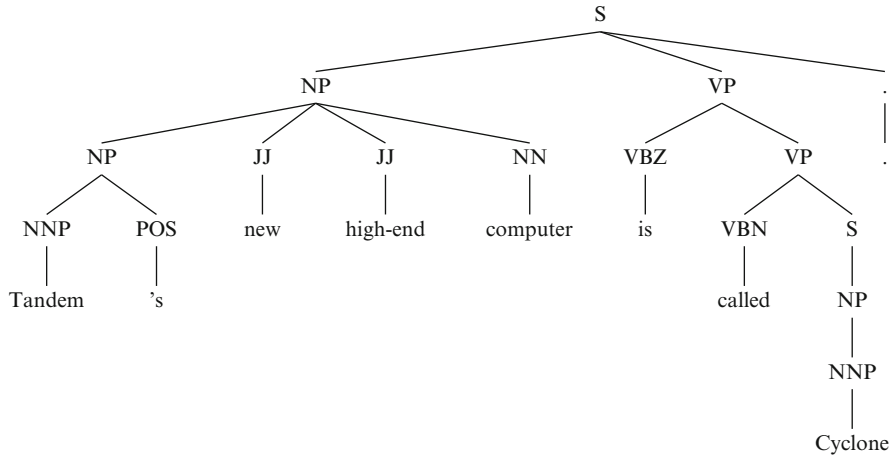 S
NP VP .
NP JJ JJ NN VBZ VP .
NNP POS new high-end computer is VBN S
Tandem 's called NP
NNP
Cyclone